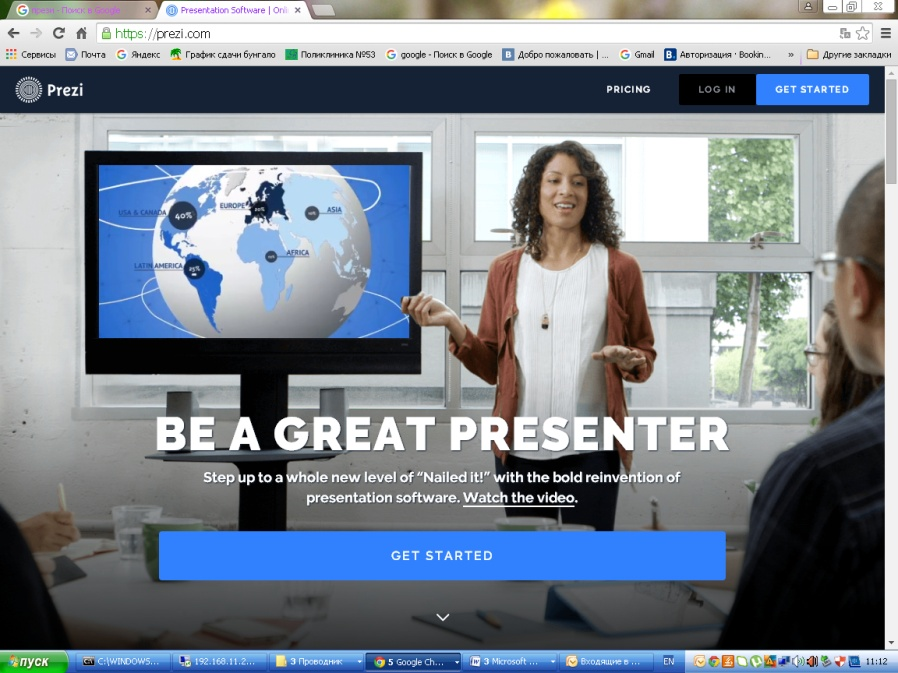 презi - Поиск в Google
Presentation Software | Onli
https://prezi.com
Сервисы
Почта
Яндекс
График сдачи бунгало
Поликлиника №53
google - Поиск в Google
Добро пожаловать | ...
Gmail
Авторизация · Bookin...
»
Другие закладки
Prezi
PRICING
LOG IN
GET STARTED
USA & CANADA
40%
EUROPE
ASIA
AFRICA
LATIN AMERICA
25%
BE A GREAT PRESENTER
Step up to a whole new level of “Nailed it!” with the bold reinvention of
presentation software. Watch the video.
GET STARTED
пуск
C:\WINDOWS...
192.168.11.2...
3 Проводник
5 Google Ch...
3 Microsoft ...
Входящие в ...
EN
11:12